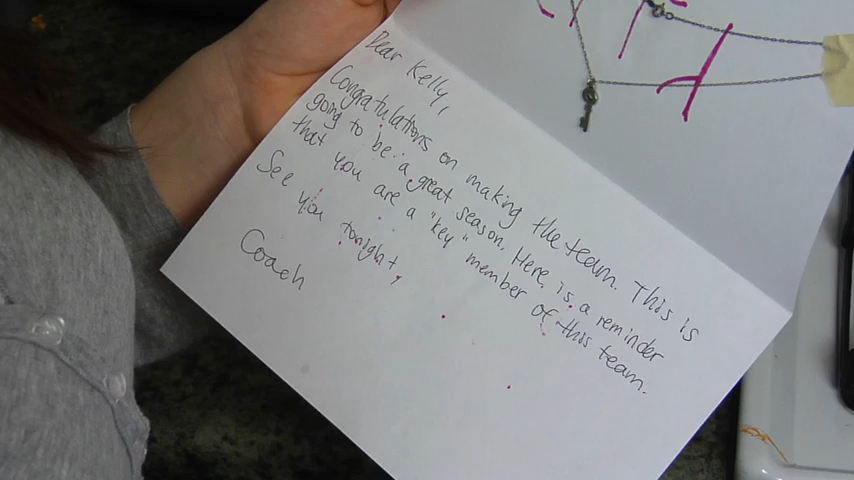 Dear Kelly,
Congratulations on making the team. This is
going to be a great season. Here is a reminder
that you are a "key" member of this team.
See you tonight,
Coach